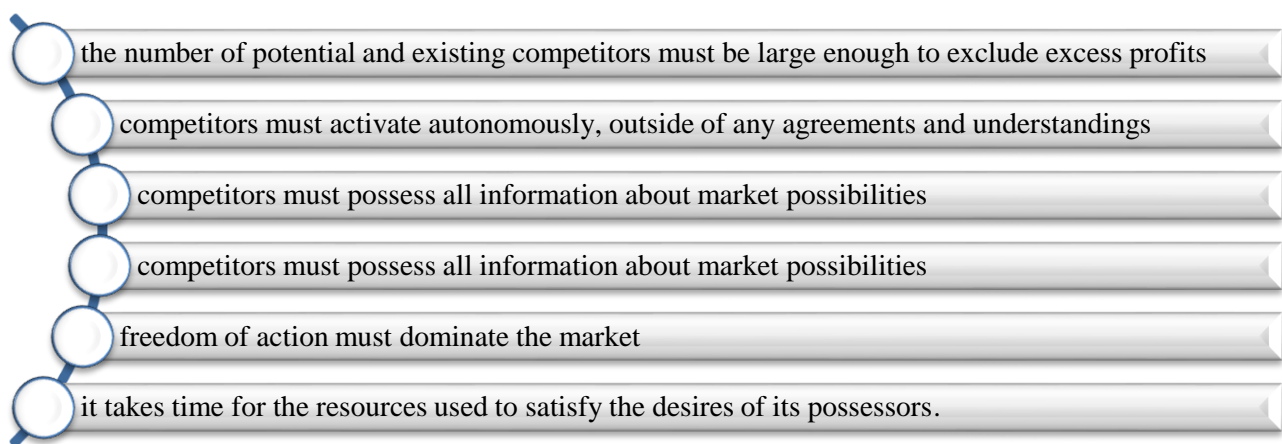 the number of potential and existing competitors must be large enough to exclude excess profits
competitors must activate autonomously, outside of any agreements and understandings
competitors must possess all information about market possibilities
competitors must possess all information about market possibilities
freedom of action must dominate the market
it takes time for the resources used to satisfy the desires of its possessors.